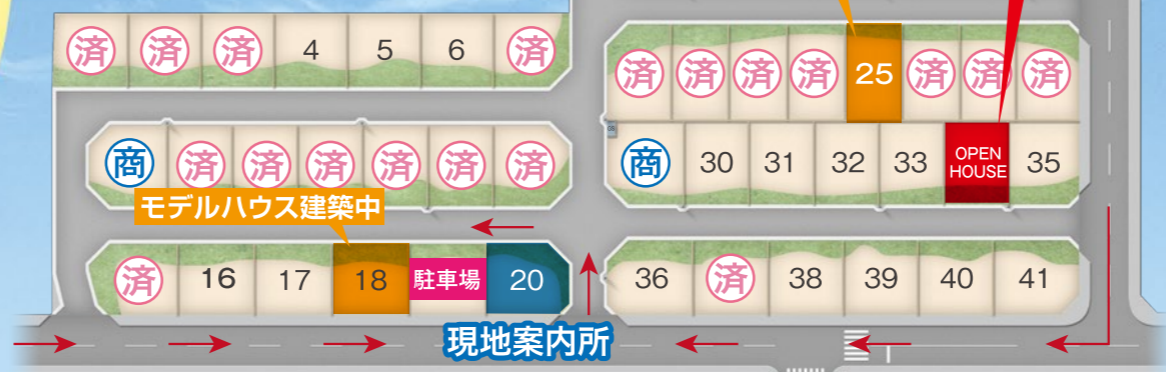 済 済 済 4 5 6 済
済 済 済 済 25 済 済 済
商 済 済 済 済 済 済
商 30 31 32 33 OPEN HOUSE 35
モデルハウス建築中
済 16 17 18 駐車場 20
36 済 38 39 40 41
現地案内所